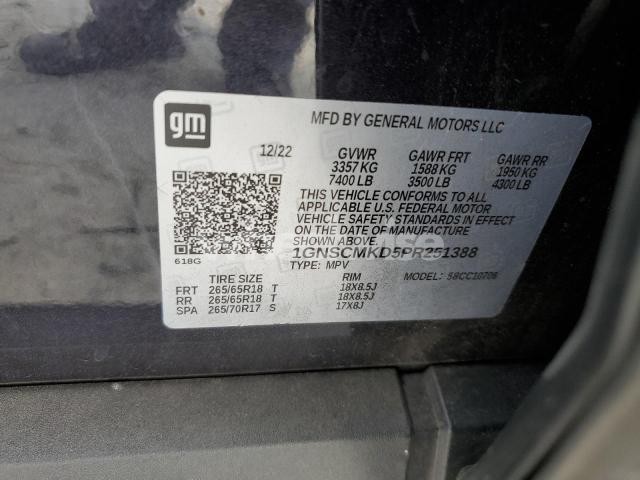 gm
MFD BY GENERAL MOTORS LLC
12/22 GVWR GAWR FRT GAWR RR
3357 KG 1588 KG 1950 KG
7400 LB 3500 LB 4300 LB
THIS VEHICLE CONFORMS TO ALL
APPLICABLE U.S. FEDERAL MOTOR
VEHICLE SAFETY STANDARDS IN EFFECT
ON THE DATE OF MANUFACTURE
SHOWN ABOVE.
618G
1GNSCMKD5PR251388
TYPE: MPV
MODEL: 58CC10706
TIRE SIZE RIM
FRT 265/65R18 T 18X8.5J
RR 265/65R18 T 18X8.5J
SPA 265/70R17 S 17X8J